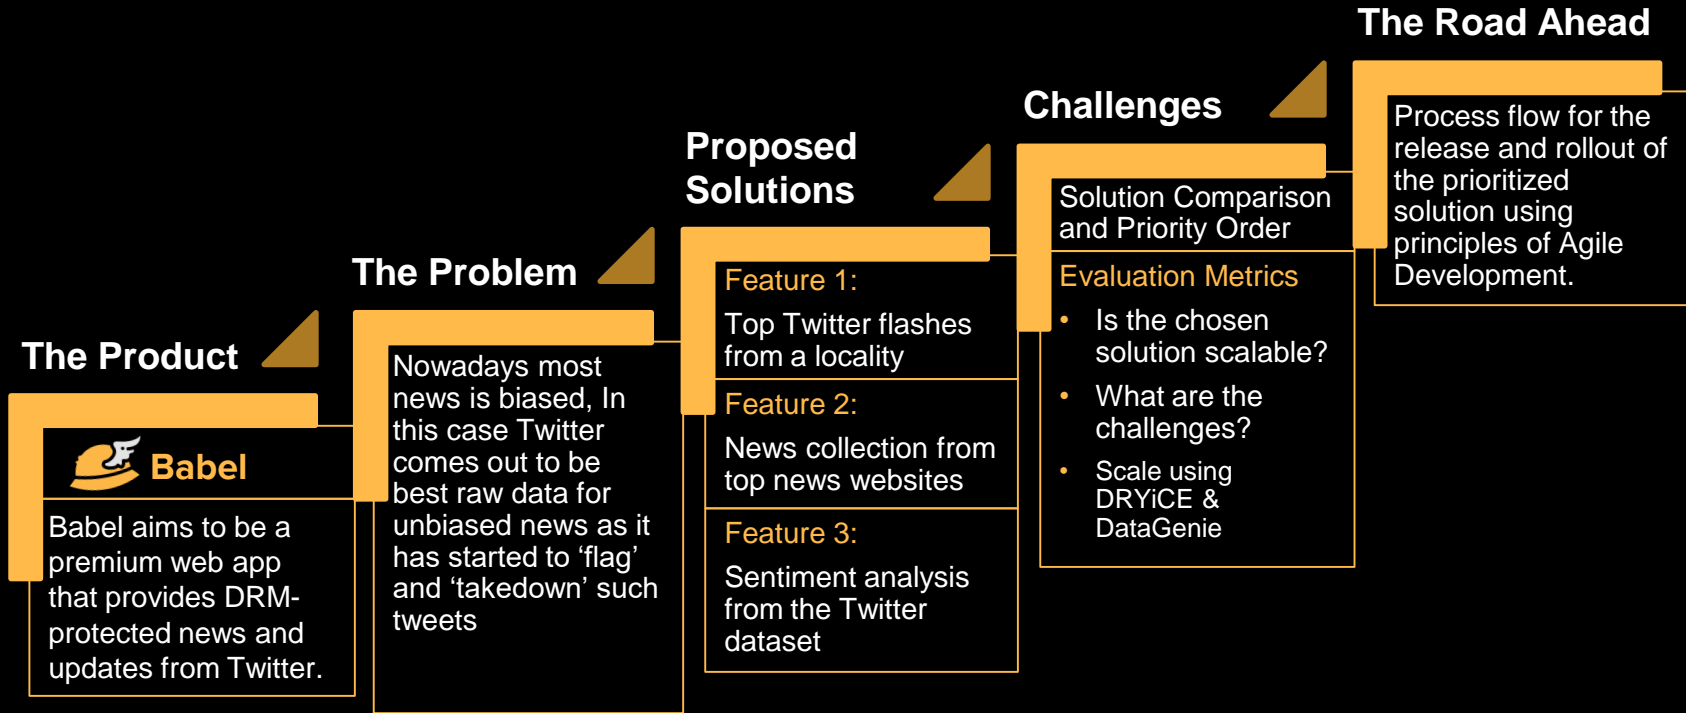 The Product
Babel
Babel aims to be a
premium web app
that provides DRM-
protected news and
updates from Twitter.
The Problem
Nowadays most
news is biased, In
this case Twitter
comes out to be
best raw data for
unbiased news as it
has started to ‘flag’
and ‘takedown’ such
tweets
Proposed
Solutions
Feature 1:
Top Twitter flashes
from a locality
Feature 2:
News collection from
top news websites
Feature 3:
Sentiment analysis
from the Twitter
dataset
Challenges
Solution Comparison
and Priority Order
Evaluation Metrics
• Is the chosen
solution scalable?
• What are the
challenges?
• Scale using
DRYiCE &
DataGenie
The Road Ahead
Process flow for the
release and rollout of
the prioritized
solution using
principles of Agile
Development.